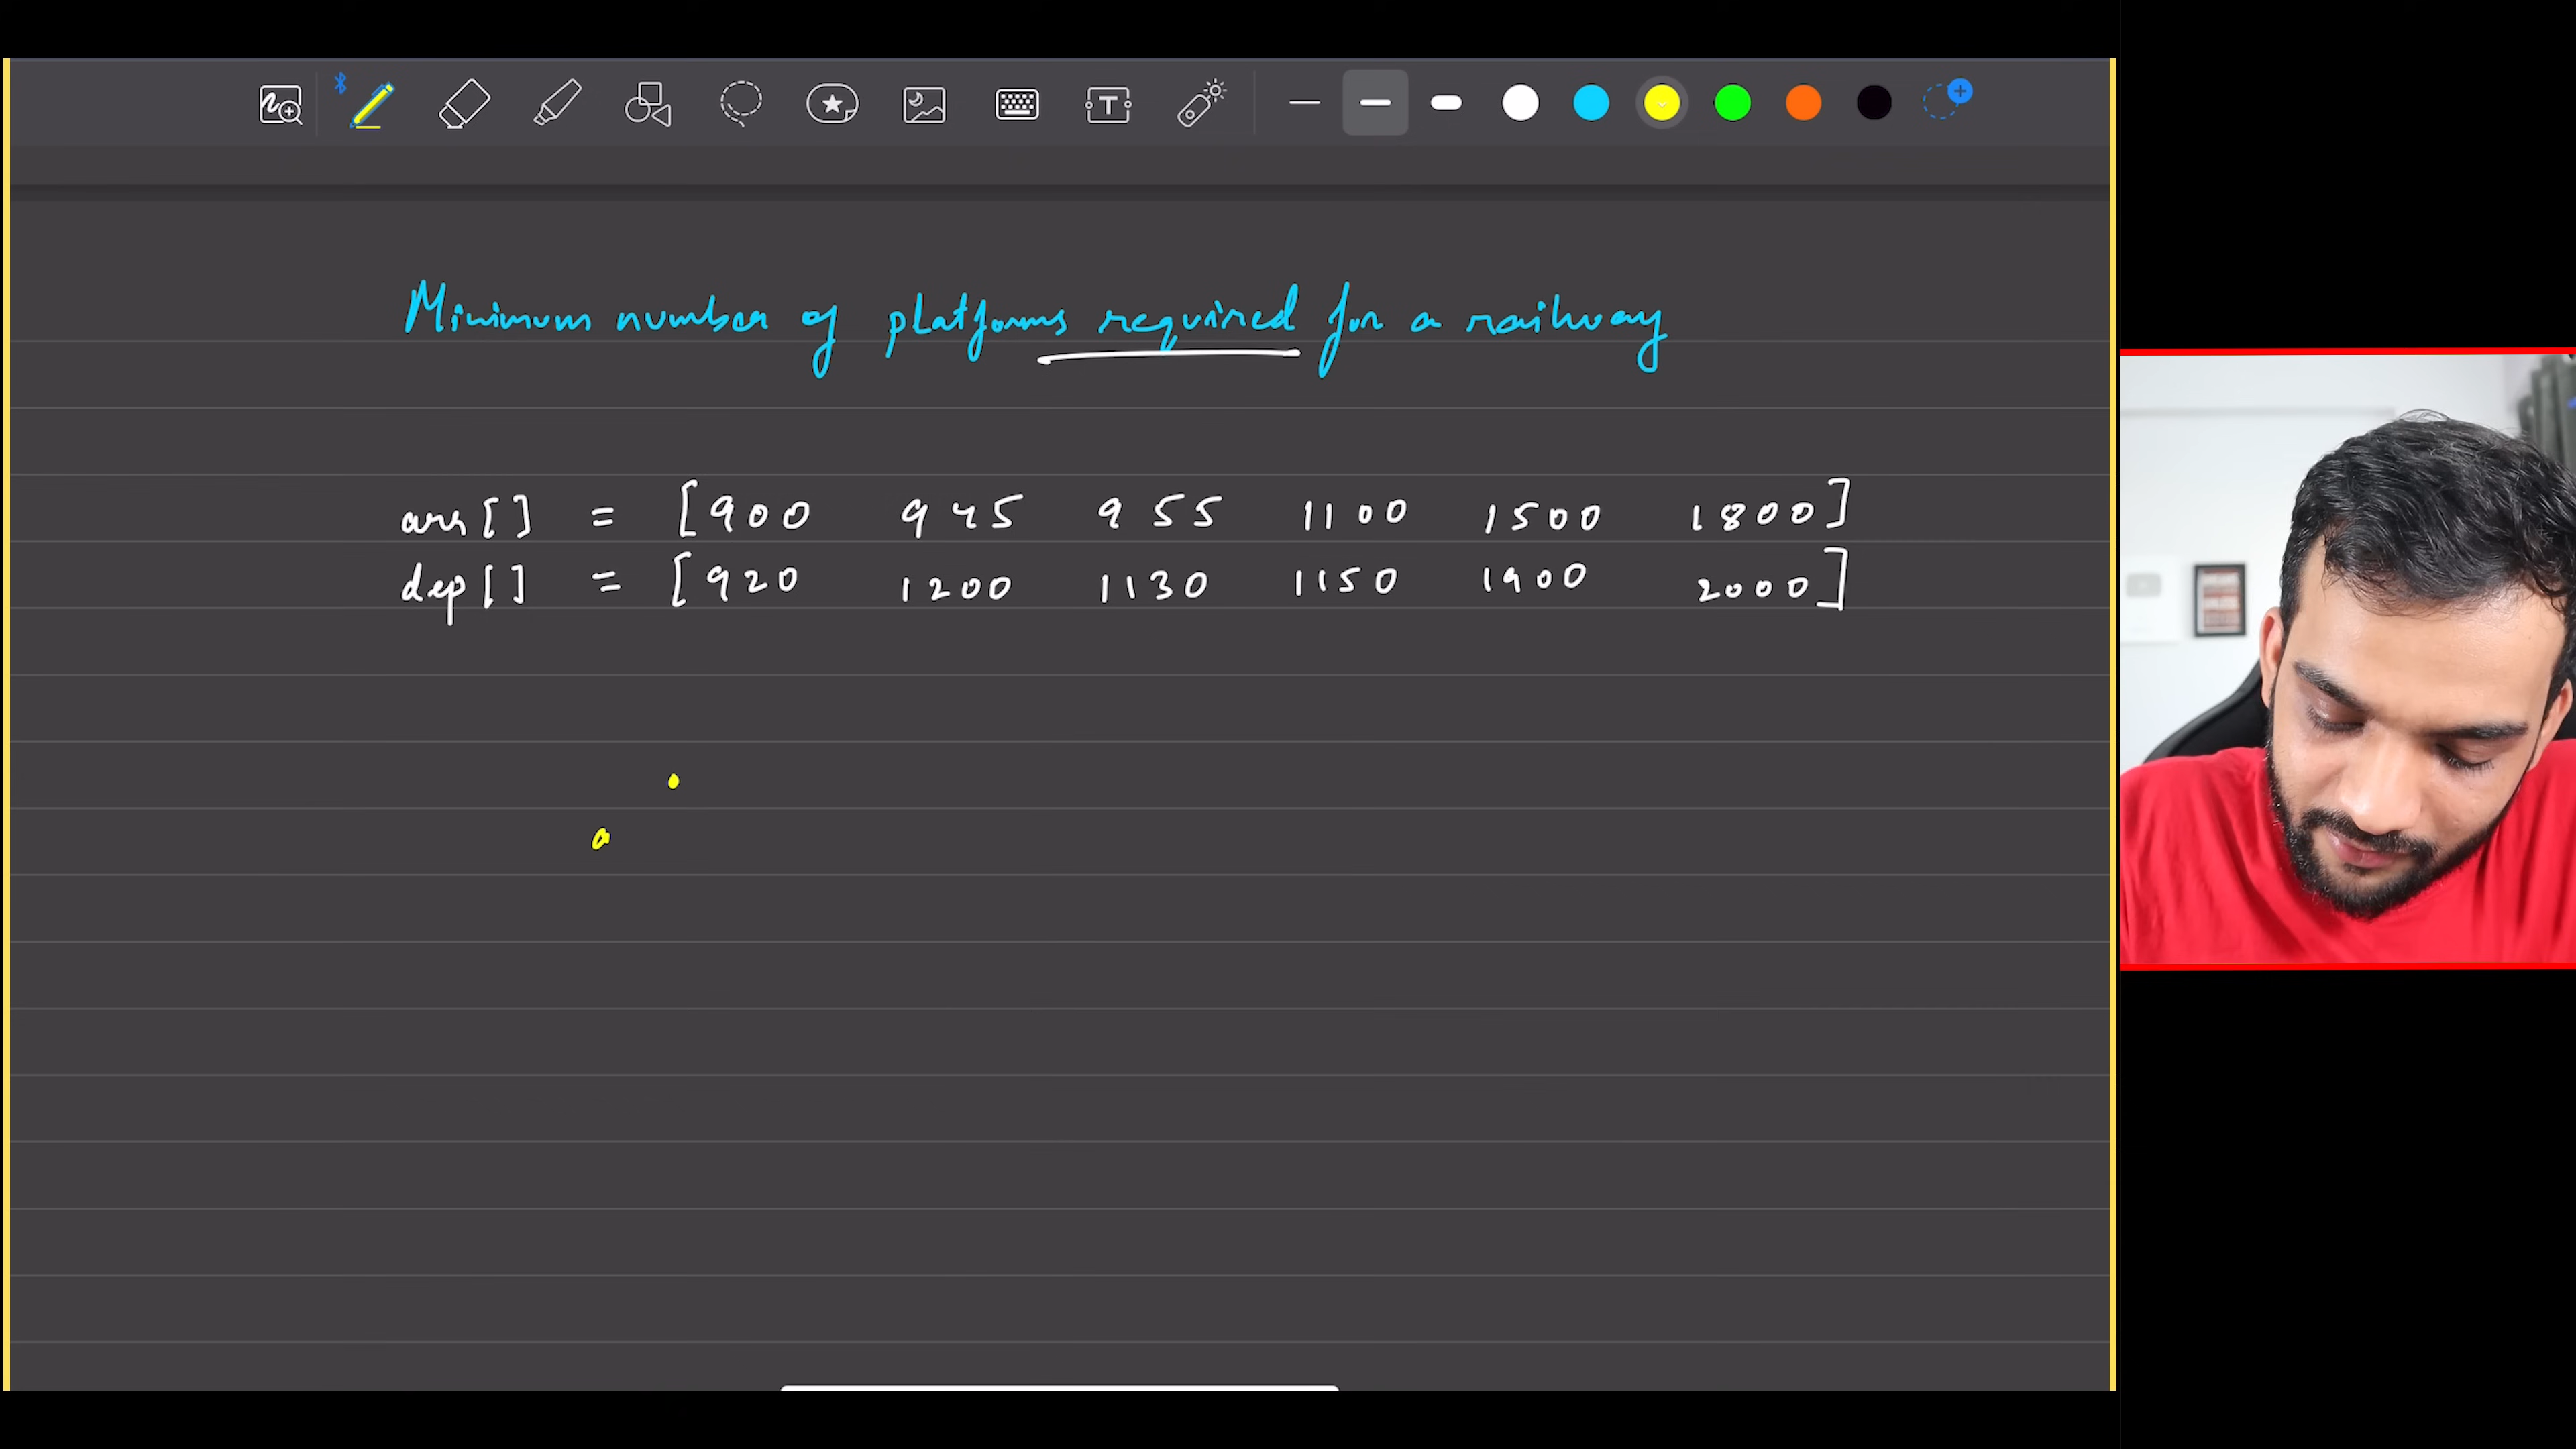 Minimum number of platforms required for a railway
arr[] = [900 945 955 1100 1500 1800]
dep[] = [920 1200 1130 1150 1900 2000]